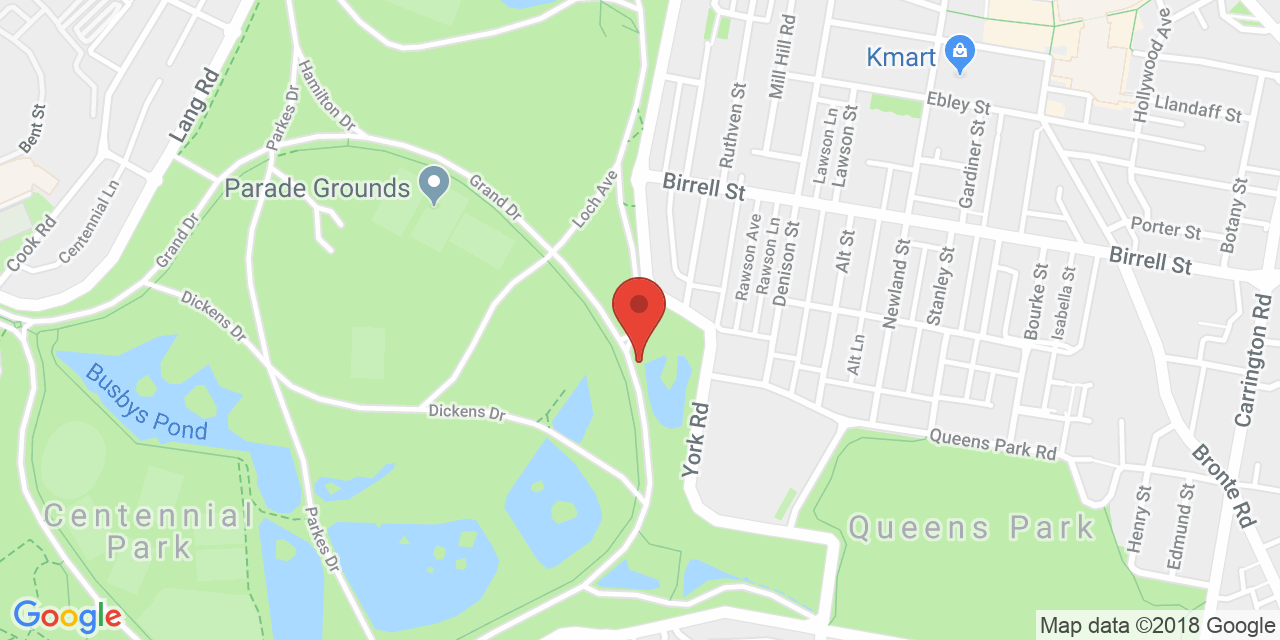 Bent St
Lang Rd
Parkes Dr
Hamilton Dr
Mill Hill Rd
Kmart
Hollywood Ave
Ebley St
Llandaff St
Ruthven St
Lawson Ln
Lawson St
Gardiner St
Parade Grounds
Grand Dr
Loch Ave
Birrell St
Botany St
Porter St
Birrell St
Cook Rd
Centennial Ln
Grand Dr
Rawson Ave
Rawson Ln
Denison St
Alt St
Newland St
Stanley St
Bourke St
Isabella St
Dickens Dr
Alt Ln
Carrington Rd
Busbys Pond
Dickens Dr
York Rd
Queens Park Rd
Bronte Rd
Centennial
Park
Parkes Dr
Queens Park
Henry St
Edmund St
Google
Map data ©2018 Google